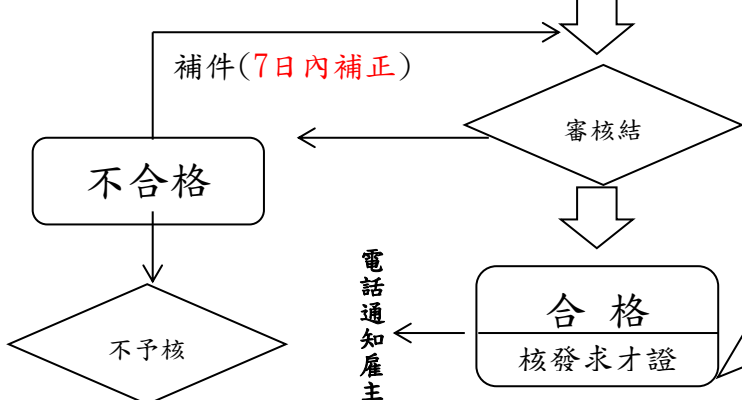 補件(7日內補正)
審核結
不合格
電話通知雇主
合 格
不予核
核發求才證